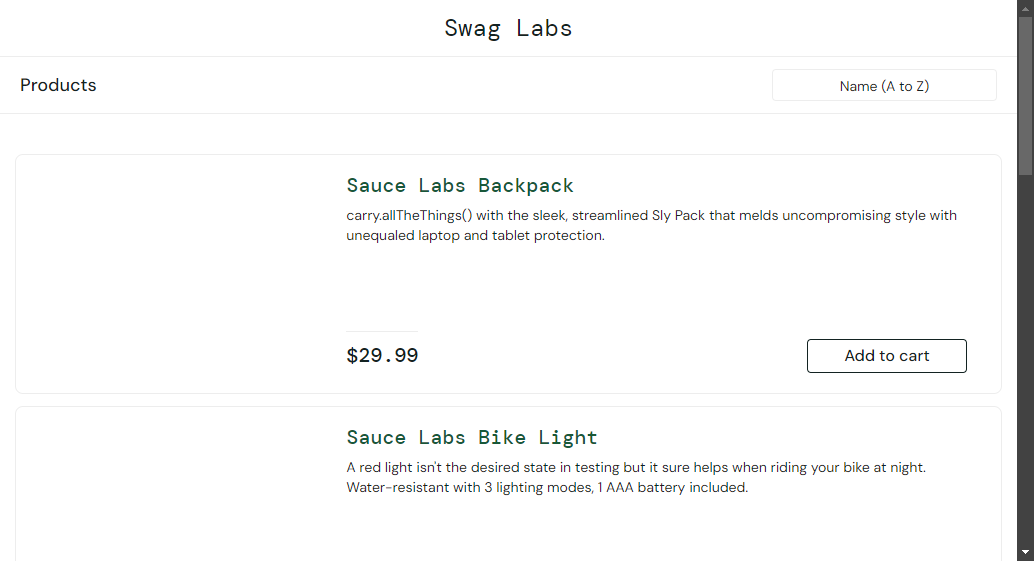 Swag Labs
Products
Name (A to Z)
Sauce Labs Backpack
carry.allTheThings() with the sleek, streamlined Sly Pack that melds uncompromising style with
unequaled laptop and tablet protection.
$29.99
Add to cart
Sauce Labs Bike Light
A red light isn't the desired state in testing but it sure helps when riding your bike at night.
Water-resistant with 3 lighting modes, 1 AAA battery included.